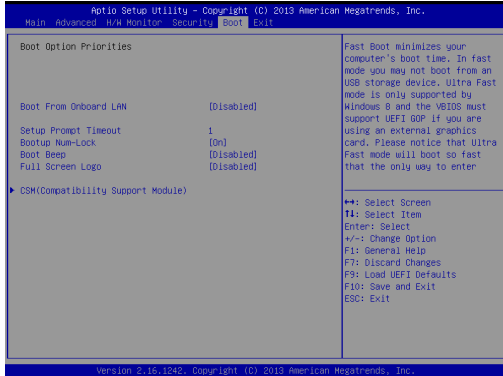 Aptio Setup Utility – Copyright (C) 2013 American Megatrends, Inc.
Main Advanced H/W Monitor Security Boot Exit
Boot Option Priorities
Boot From Onboard LAN [Disabled]
Setup Prompt Timeout 1
Bootup Num-Lock [On]
Boot Beep [Disabled]
Full Screen Logo [Disabled]
CSM(Compatibility Support Module)
Fast Boot minimizes your
computer's boot time. In fast
mode you may not boot from an
USB storage device. Ultra Fast
mode is only supported by
Windows 8 and the VBIOS must
support UEFI GOP if you are
using an external graphics
card. Please notice that Ultra
Fast mode will boot so fast
that the only way to enter
↔: Select Screen
↑↓: Select Item
Enter: Select
+/-: Change Option
F1: General Help
F7: Discard Changes
F9: Load UEFI Defaults
F10: Save and Exit
ESC: Exit
Version 2.16.1242. Copyright (C) 2013 American Megatrends, Inc.